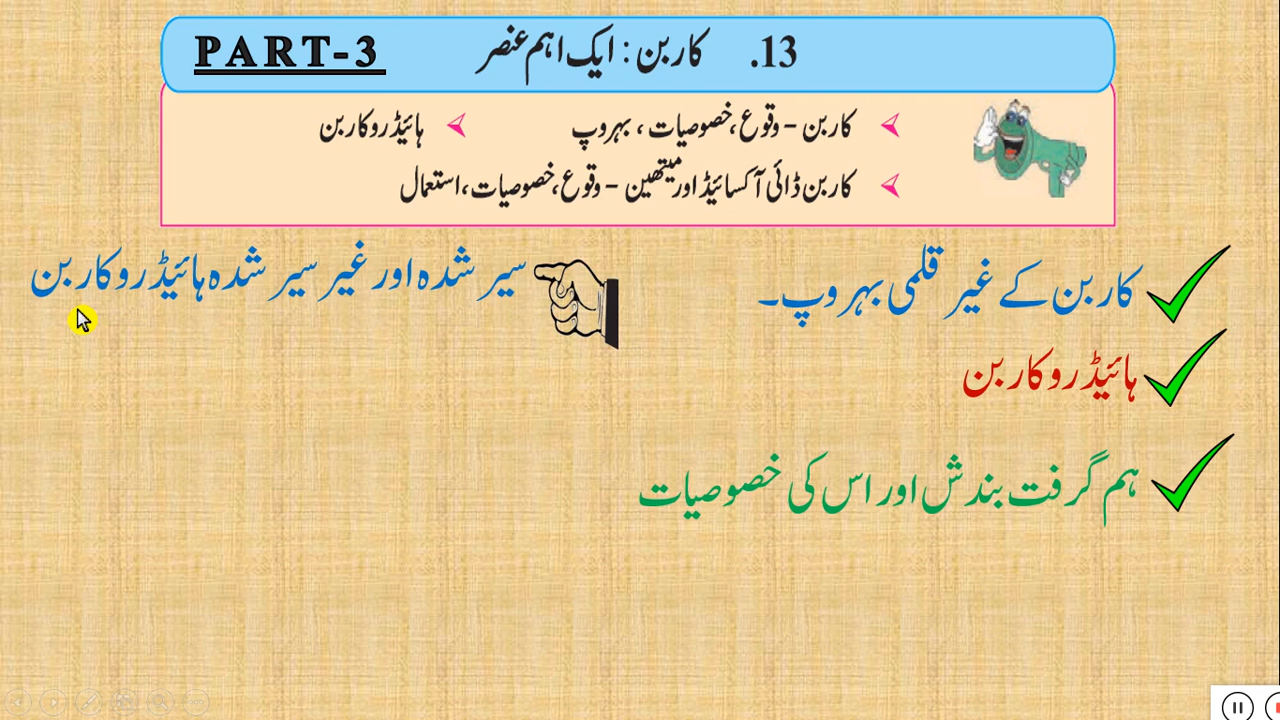 13. کاربن : ایک اہم عنصر PART-3
کاربن – وقوع، خصوصیات، بہروپ ہائیڈروکاربن
کاربن ڈائی آکسائیڈ اور میتھین – وقوع، خصوصیات، استعمال
کاربن کے غیر قلمی بہروپ۔
ہائیڈروکاربن
ہم گرفت بندش اور اس کی خصوصیات
سیر شدہ اور غیر سیر شدہ ہائیڈروکاربن